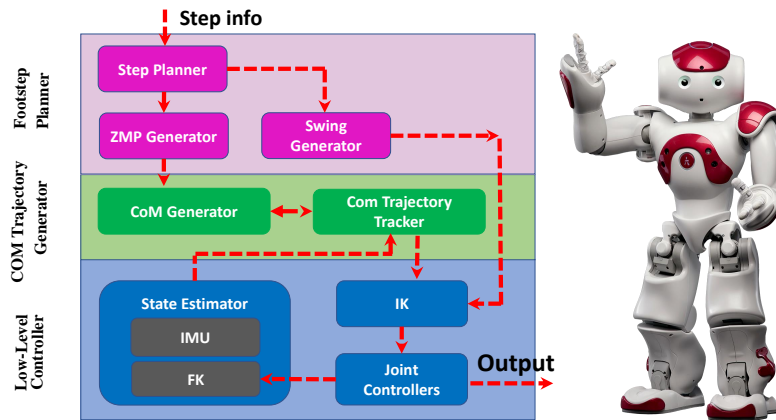 Step info
Footstep
Planner
Step Planner
ZMP Generator
Swing
Generator
COM Trajectory
Generator
CoM Generator
Com Trajectory
Tracker
Low-Level
Controller
State Estimator
IMU
FK
IK
Joint
Controllers
Output